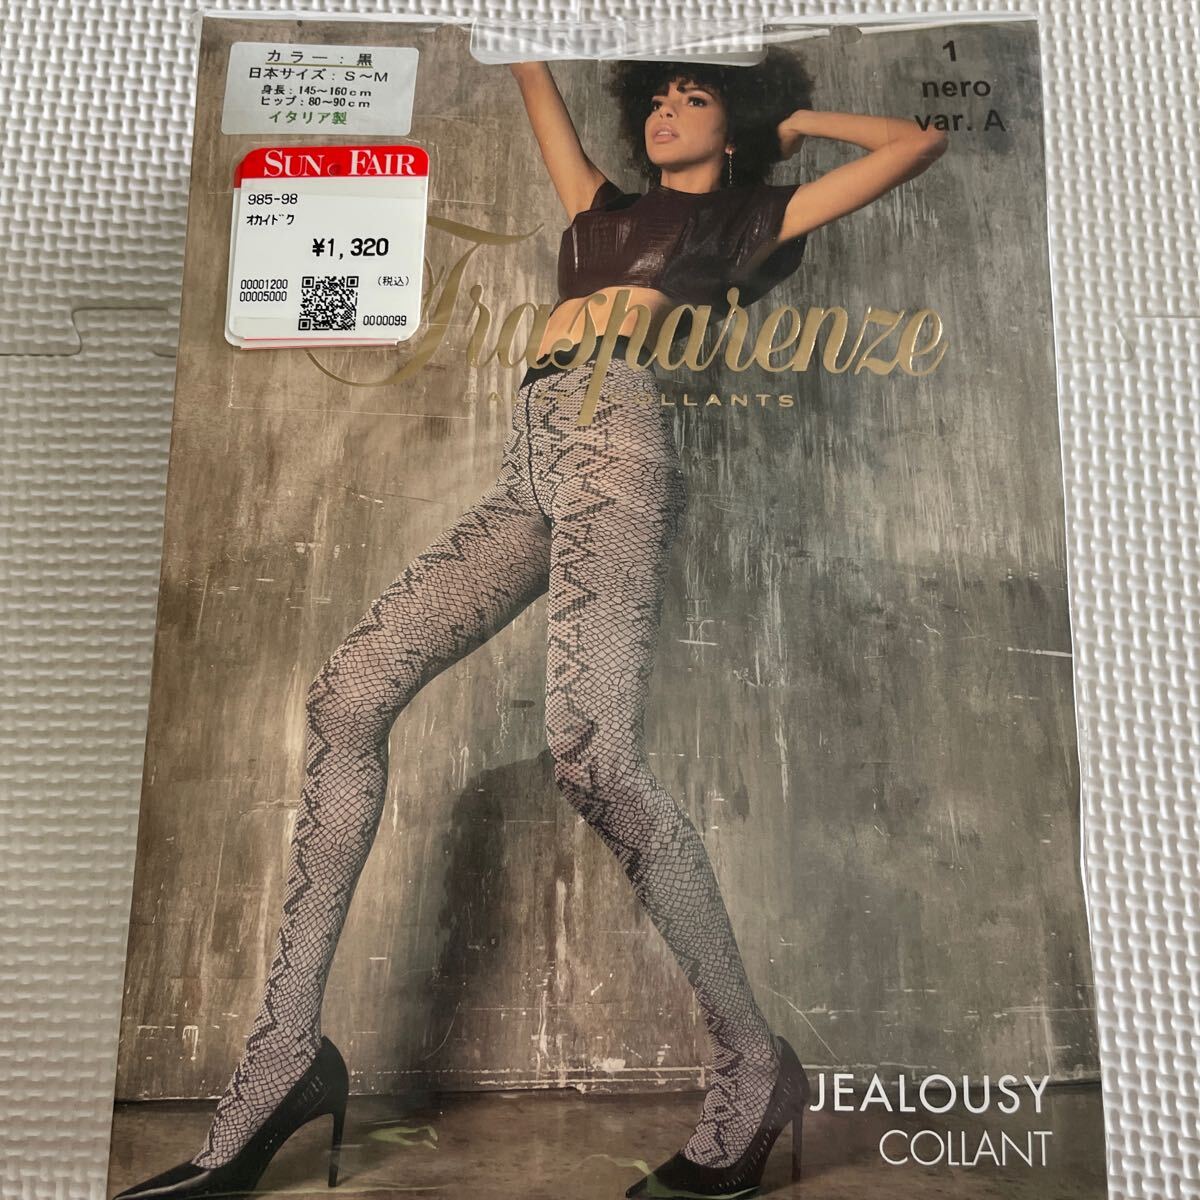 カラー：黒
日本サイズ：S～M
身長：145～160cm
ヒップ：80～90cm
イタリア製
1
nero
var. A
SUN FAIR
985-98
ｵｶｲﾄﾞｸ
¥1,320
(税込)
00001200
00005000
0000099
Trasparenze
COLLANTS
JEALOUSY
COLLANT